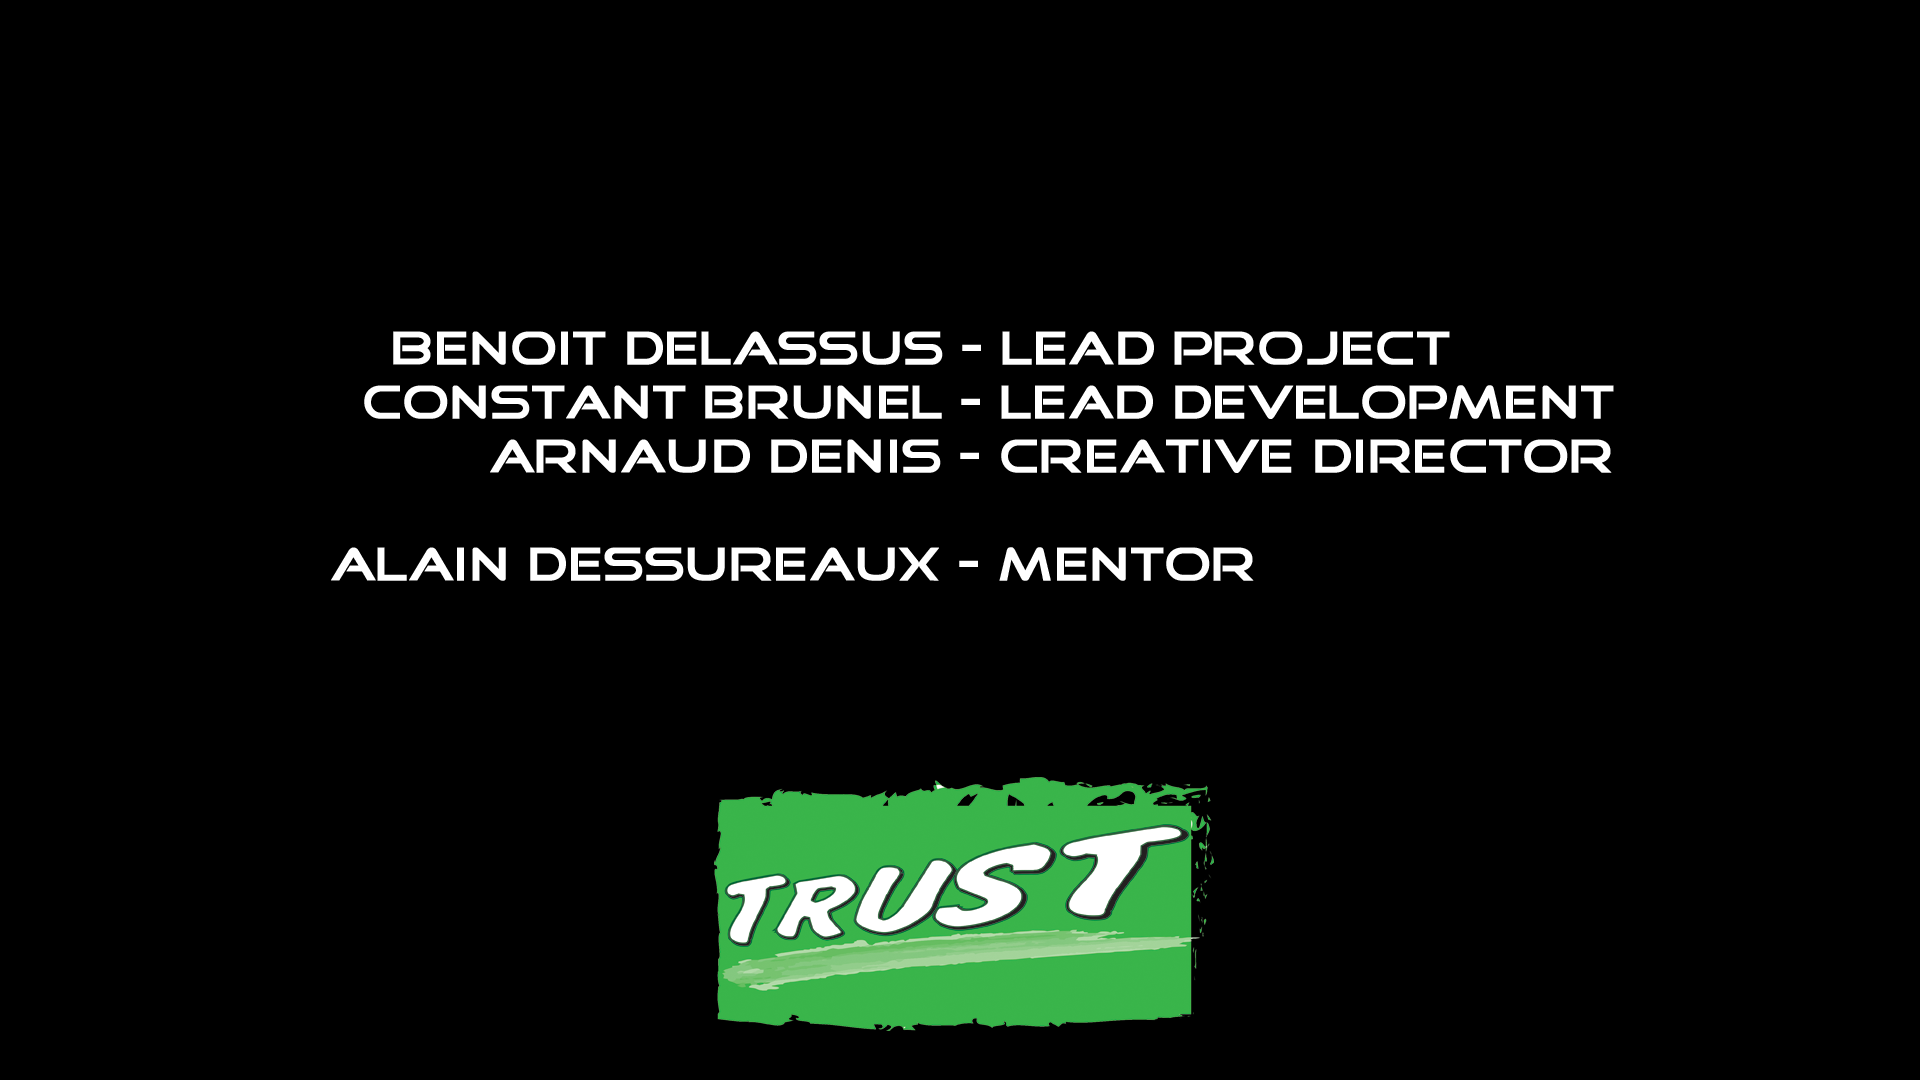 BENOIT DELASSUS - LEAD PROJECT
CONSTANT BRUNEL - LEAD DEVELOPMENT
ARNAUD DENIS - CREATIVE DIRECTOR
ALAIN DESSUREAUX - MENTOR
TRUST